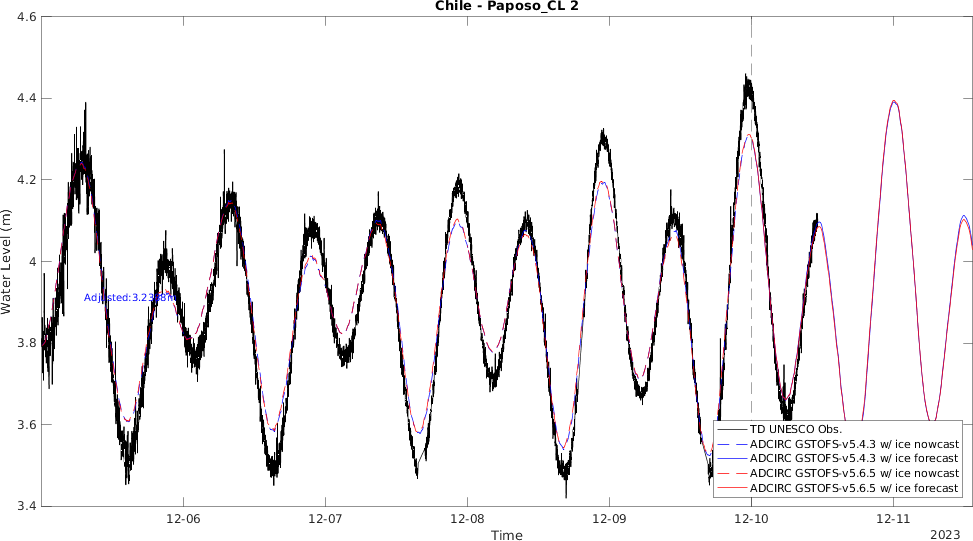 Chile - Paposo_CL 2
4.6
4.4
4.2
4
3.8
3.6
3.4
Water Level (m)
TD UNESCO Obs.
ADCIRC GSTOFS-v5.4.3 w/ ice nowcast
ADCIRC GSTOFS-v5.4.3 w/ ice forecast
ADCIRC GSTOFS-v5.6.5 w/ ice nowcast
ADCIRC GSTOFS-v5.6.5 w/ ice forecast
12-06 12-07 12-08 12-09 12-10 12-11
Time
2023